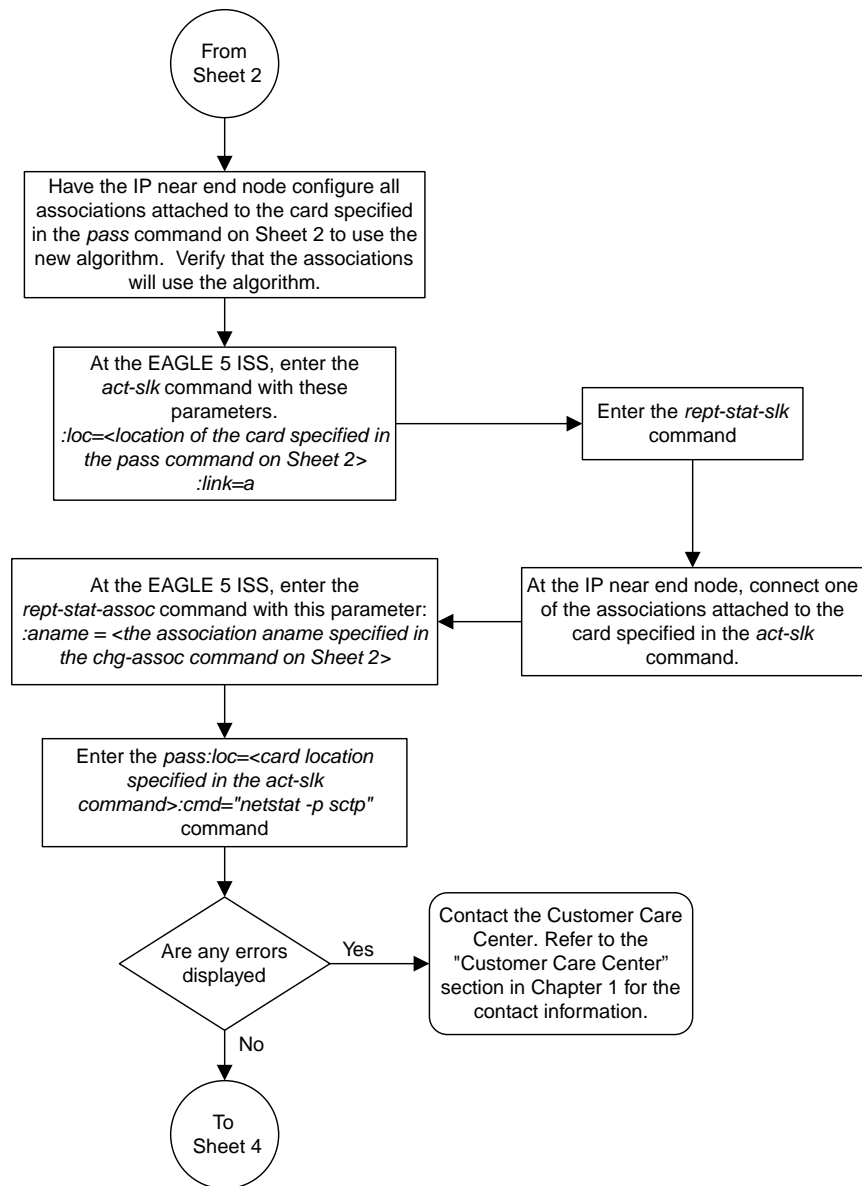 From
Sheet 2
Have the IP near end node configure all
associations attached to the card specified
in the pass command on Sheet 2 to use the
new algorithm.  Verify that the associations
will use the algorithm.
At the EAGLE 5 ISS, enter the
act-slk command with these
parameters.
:loc=<location of the card specified in
the pass command on Sheet 2>
:link=a
Enter the rept-stat-slk
command
At the IP near end node, connect one
of the associations attached to the
card specified in the act-slk
command.
At the EAGLE 5 ISS, enter the
rept-stat-assoc command with this parameter:
:aname = <the association aname specified in
the chg-assoc command on Sheet 2>
Enter the pass:loc=<card location
specified in the act-slk
command>:cmd="netstat -p sctp"
command
Are any errors
displayed
Yes
Contact the Customer Care
Center. Refer to the
"Customer Care Center”
section in Chapter 1 for the
contact information.
No
To
Sheet 4